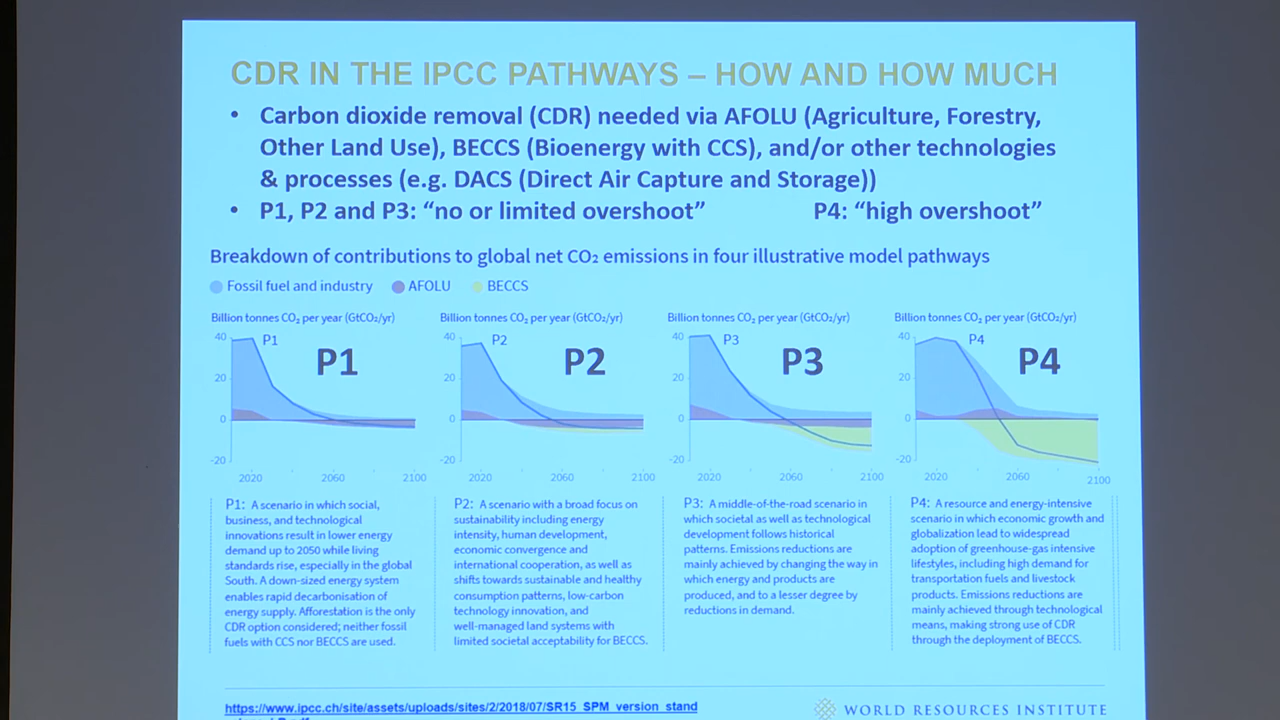 CDR IN THE IPCC PATHWAYS – HOW AND HOW MUCH
• Carbon dioxide removal (CDR) needed via AFOLU (Agriculture, Forestry,
Other Land Use), BECCS (Bioenergy with CCS), and/or other technologies
& processes (e.g. DACS (Direct Air Capture and Storage))
• P1, P2 and P3: “no or limited overshoot” P4: “high overshoot”
Breakdown of contributions to global net CO₂ emissions in four illustrative model pathways
Fossil fuel and industry AFOLU BECCS
Billion tonnes CO₂ per year (GtCO₂/yr)
40
P1
P1
20
0
-20
2020 2060 2100
Billion tonnes CO₂ per year (GtCO₂/yr)
40
P2
P2
20
0
-20
2020 2060 2100
Billion tonnes CO₂ per year (GtCO₂/yr)
40
P3
P3
20
0
-20
2020 2060 2100
Billion tonnes CO₂ per year (GtCO₂/yr)
40
P4
P4
20
0
-20
2020 2060 2100
P1: A scenario in which social,
business, and technological
innovations result in lower energy
demand up to 2050 while living
standards rise, especially in the global
South. A down-sized energy system
enables rapid decarbonisation of
energy supply. Afforestation is the only
CDR option considered; neither fossil
fuels with CCS nor BECCS are used.
P2: A scenario with a broad focus on
sustainability including energy
intensity, human development,
economic convergence and
international cooperation, as well as
shifts towards sustainable and healthy
consumption patterns, low-carbon
technology innovation, and
well-managed land systems with
limited societal acceptability for BECCS.
P3: A middle-of-the-road scenario in
which societal as well as technological
development follows historical
patterns. Emissions reductions are
mainly achieved by changing the way in
which energy and products are
produced, and to a lesser degree by
reductions in demand.
P4: A resource and energy-intensive
scenario in which economic growth and
globalization lead to widespread
adoption of greenhouse-gas intensive
lifestyles, including high demand for
transportation fuels and livestock
products. Emissions reductions are
mainly achieved through technological
means, making strong use of CDR
through the deployment of BECCS.
https://www.ipcc.ch/site/assets/uploads/sites/2/2018/07/SR15_SPM_version_stand
WORLD RESOURCES INSTITUTE